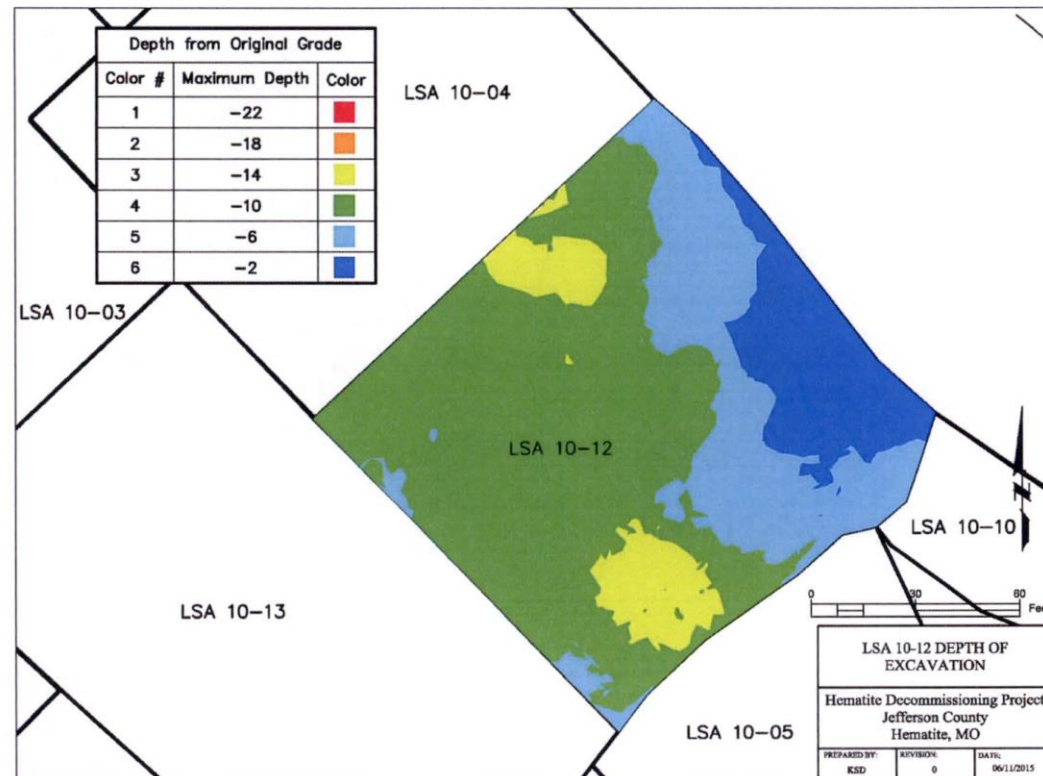 Depth from Original Grade
Color # Maximum Depth Color
1 -22
2 -18
3 -14
4 -10
5 -6
6 -2
LSA 10-04
LSA 10-03
LSA 10-12
LSA 10-10
LSA 10-13
LSA 10-05
N
0 30 60
Fee
LSA 10-12 DEPTH OF
EXCAVATION
Hematite Decommissioning Project
Jefferson County
Hematite, MO
PREPARED BY: REVISION: DATE:
KSD 0 06/11/2015